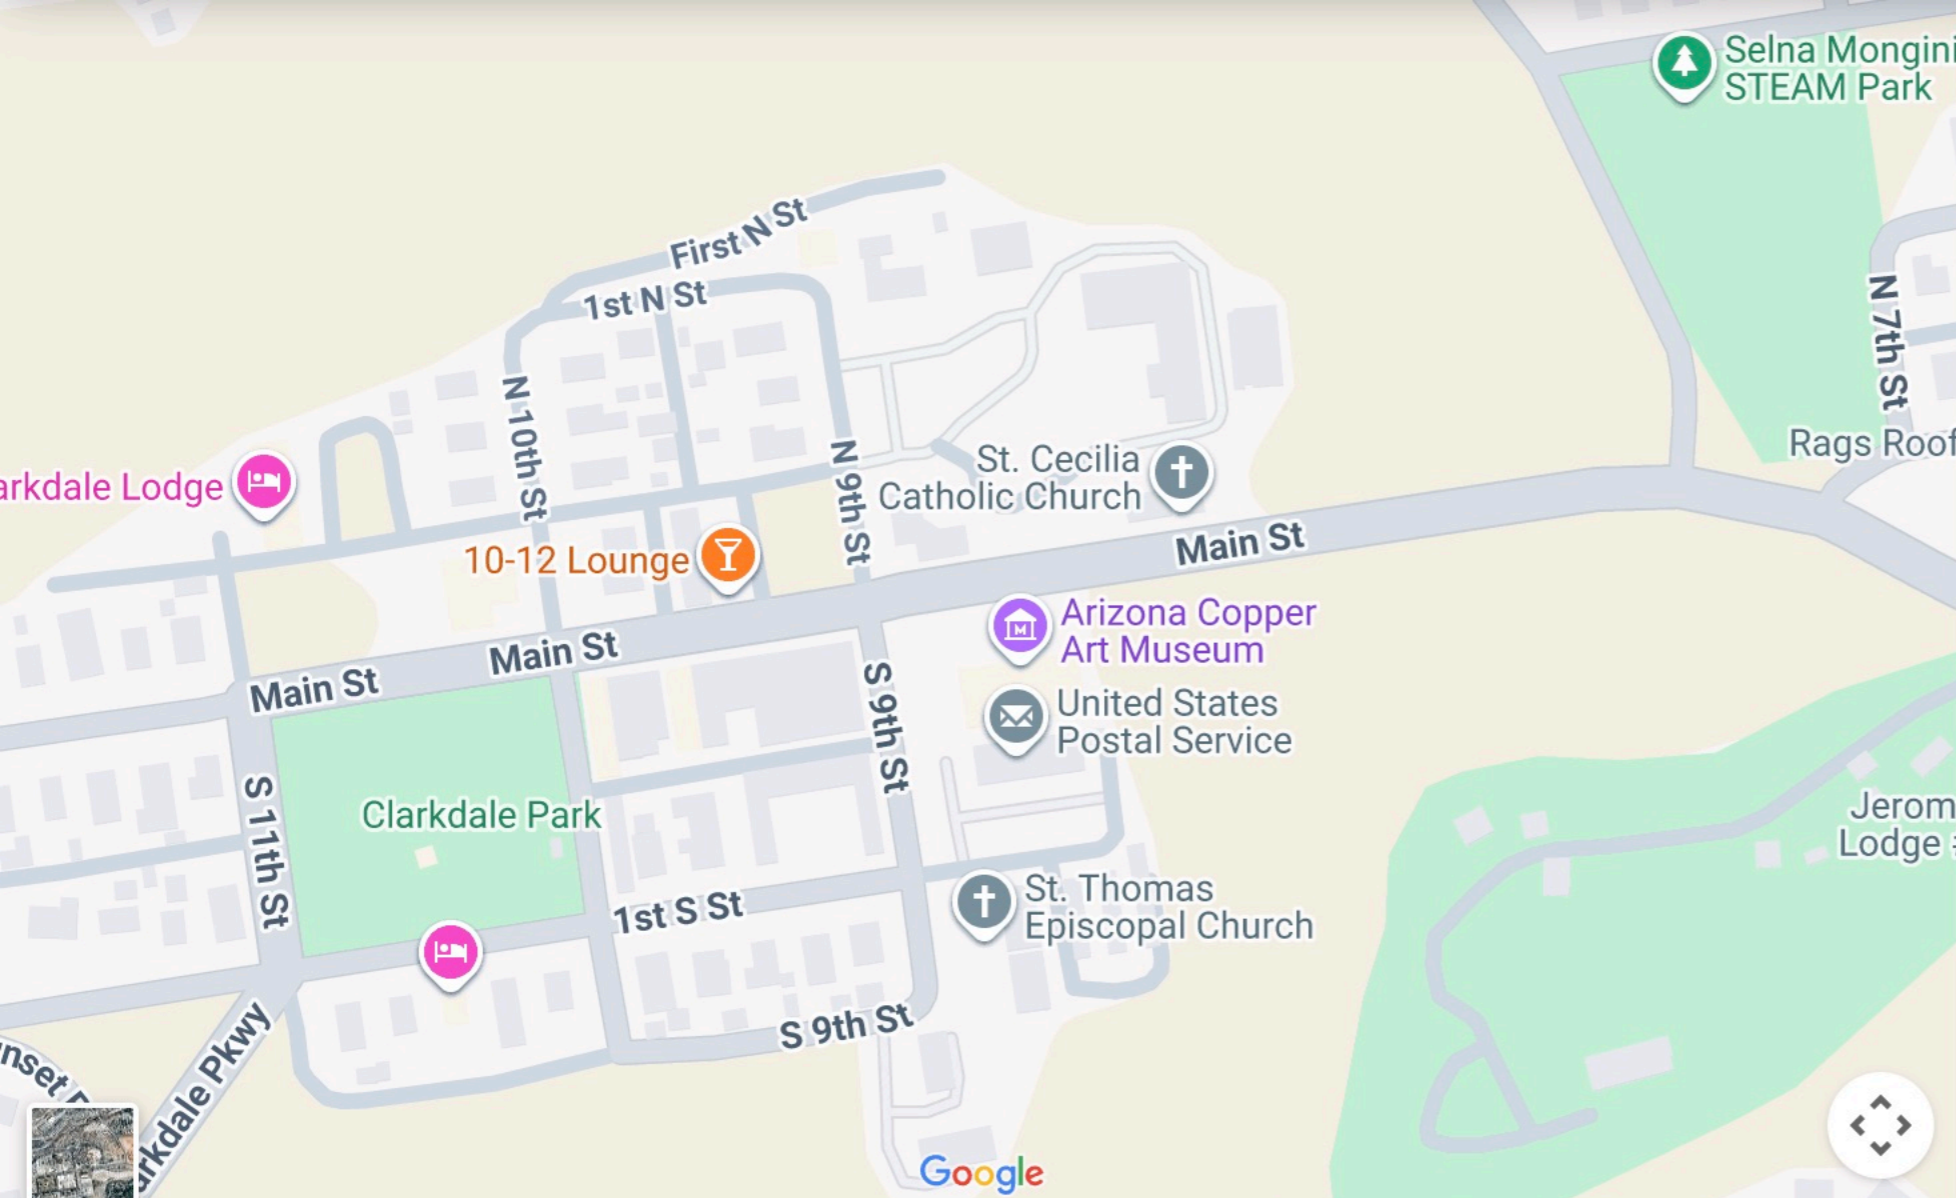 Selna Mongini
STEAM Park
First N St
1st N St
N 7th St
N 10th St
N 9th St
Rags Roof
St. Cecilia
Catholic Church
arkdale Lodge
10-12 Lounge
Main St
Arizona Copper
Art Museum
Main St
Main St
S 9th St
United States
Postal Service
Clarkdale Park
S 11th St
Jerom
Lodge
St. Thomas
Episcopal Church
1st S St
S 9th St
nset
arkdale Pkwy
Google